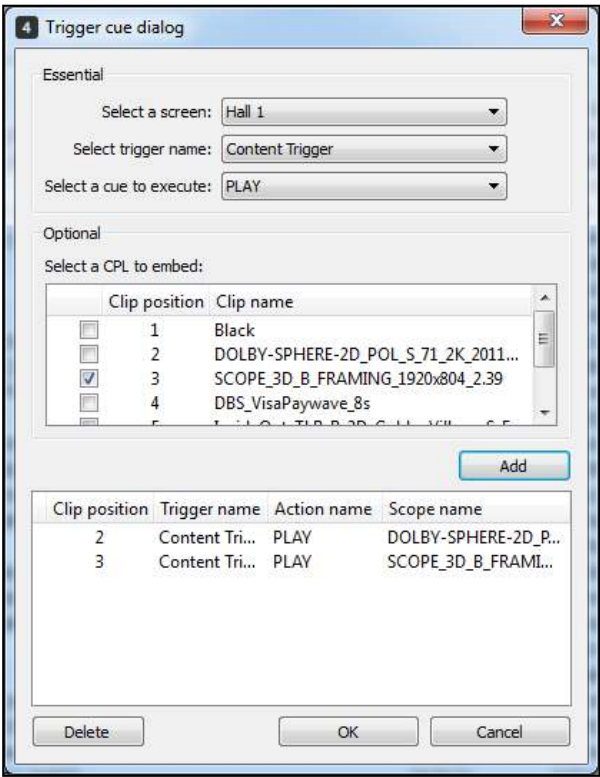 4 Trigger cue dialog
Essential
Select a screen: Hall 1
Select trigger name: Content Trigger
Select a cue to execute: PLAY
Optional
Select a CPL to embed:
Clip position Clip name
1 Black
2 DOLBY-SPHERE-2D_POL_S_71_2K_2011...
3 SCOPE_3D_B_FRAMING_1920x804_2.39
4 DBS_VisaPaywave_8s
Add
Clip position Trigger name Action name Scope name
2 Content Tri... PLAY DOLBY-SPHERE-2D_P...
3 Content Tri... PLAY SCOPE_3D_B_FRAMI...
Delete OK Cancel